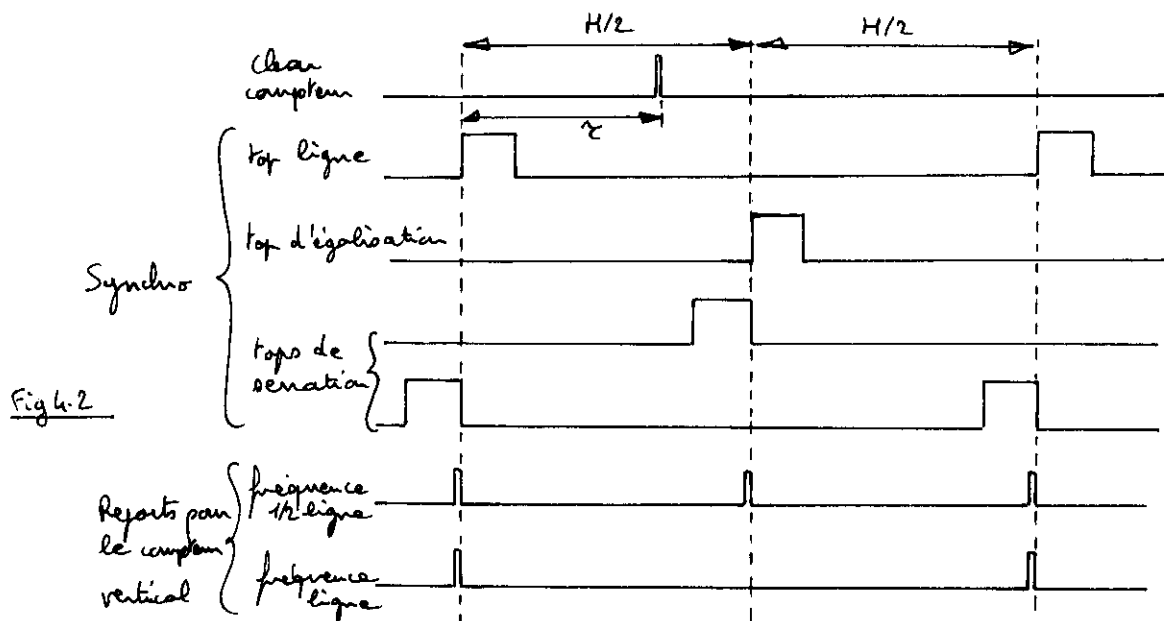 H/2
H/2
Clear
compteur
τ
top ligne
top d'égalisation
Synchro
tops de
serration
Fig 4-2
Reports pour
le compteur
vertical
fréquence
1/2 ligne
fréquence
ligne